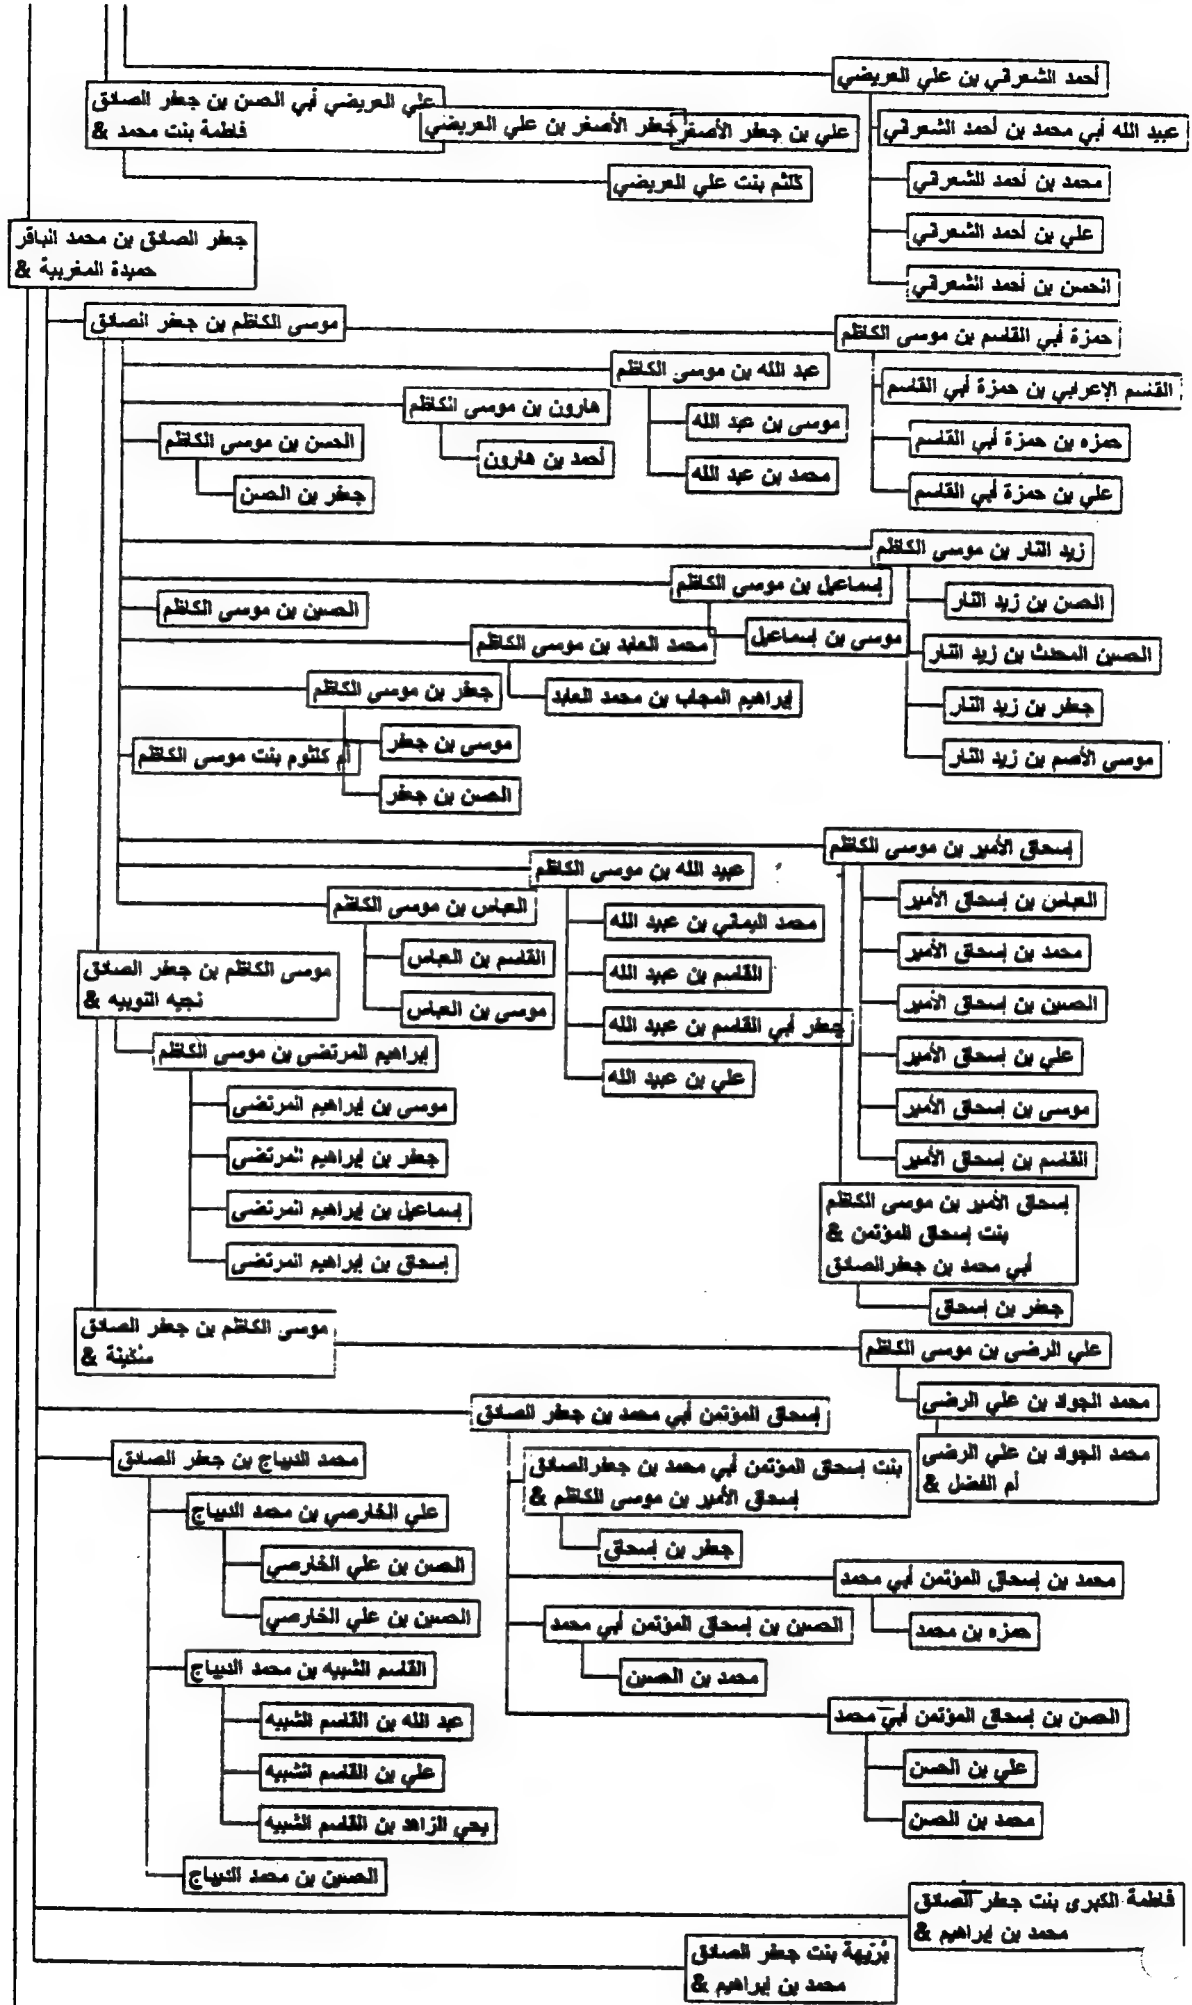 أحمد الشعراني بن علي العريضي
علي العريضي أبي الحسن بن جعفر الصادق
فاطمة بنت محمد &
جعفر الأصغر بن علي العريضي
علي بن جعفر الأصغر
عبيد الله أبي محمد بن أحمد الشعراني
محمد بن أحمد الشعراني
كلثم بنت علي العريضي
علي بن أحمد الشعراني
الحسن بن أحمد الشعراني
جعفر الصادق بن محمد الباقر
حميدة المغربية &
موسى الكاظم بن جعفر الصادق
حمزة أبي القاسم بن موسى الكاظم
القسم الإعرابي بن حمزة أبي القاسم
حمزه بن حمزة أبي القاسم
علي بن حمزة أبي القاسم
عبد الله بن موسى الكاظم
موسى بن عبد الله
محمد بن عبد الله
هارون بن موسى الكاظم
أحمد بن هارون
الحسن بن موسى الكاظم
جعفر بن الحسن
زيد النار بن موسى الكاظم
الحسن بن زيد النار
الحسين المحدث بن زيد النار
جعفر بن زيد النار
موسى الأصم بن زيد النار
إسماعيل بن موسى الكاظم
موسى بن إسماعيل
الحسين بن موسى الكاظم
محمد العابد بن موسى الكاظم
إبراهيم المجاب بن محمد العابد
جعفر بن موسى الكاظم
موسى بن جعفر
الحسن بن جعفر
أم كلثوم بنت موسى الكاظم
إسحاق الأمير بن موسى الكاظم
العباس بن إسحاق الأمير
محمد بن إسحاق الأمير
الحسين بن إسحاق الأمير
علي بن إسحاق الأمير
موسى بن إسحاق الأمير
القاسم بن إسحاق الأمير
إسحاق الأمير بن موسى الكاظم
بنت إسحاق المؤتمن &
أبي محمد بن جعفرالصادق
جعفر بن إسحاق
عبيد الله بن موسى الكاظم
محمد اليماني بن عبيد الله
القاسم بن عبيد الله
جعفر أبي القاسم بن عبيد الله
علي بن عبيد الله
العباس بن موسى الكاظم
القاسم بن العباس
موسى بن العباس
موسى الكاظم بن جعفر الصادق
نجيه النوبيه &
إبراهيم المرتضى بن موسى الكاظم
موسى بن إبراهيم المرتضى
جعفر بن إبراهيم المرتضى
إسماعيل بن إبراهيم المرتضى
إسحاق بن إبراهيم المرتضى
موسى الكاظم بن جعفر الصادق
سكينة &
علي الرضى بن موسى الكاظم
محمد الجواد بن علي الرضى
محمد الجواد بن علي الرضى
أم الفضل &
إسحاق المؤتمن أبي محمد بن جعفر الصادق
بنت إسحاق المؤتمن أبي محمد بن جعفرالصادق
إسحاق الأمير بن موسى الكاظم &
جعفر بن إسحاق
محمد بن إسحاق المؤتمن أبي محمد
حمزه بن محمد
الحسين بن إسحاق المؤتمن أبي محمد
محمد بن الحسين
الحسن بن إسحاق المؤتمن أبي محمد
علي بن الحسن
محمد بن الحسن
محمد الديباج بن جعفر الصادق
علي الخارصي بن محمد الديباج
الحسن بن علي الخارصي
الحسين بن علي الخارصي
القاسم الشبيه بن محمد الديباج
عبد الله بن القاسم الشبيه
علي بن القاسم الشبيه
يحي الزاهد بن القاسم الشبيه
الحسين بن محمد الديباج
فاطمة الكبرى بنت جعفر الصادق
محمد بن إبراهيم &
بُرَيهة بنت جعفر الصادق
محمد بن إبراهيم &